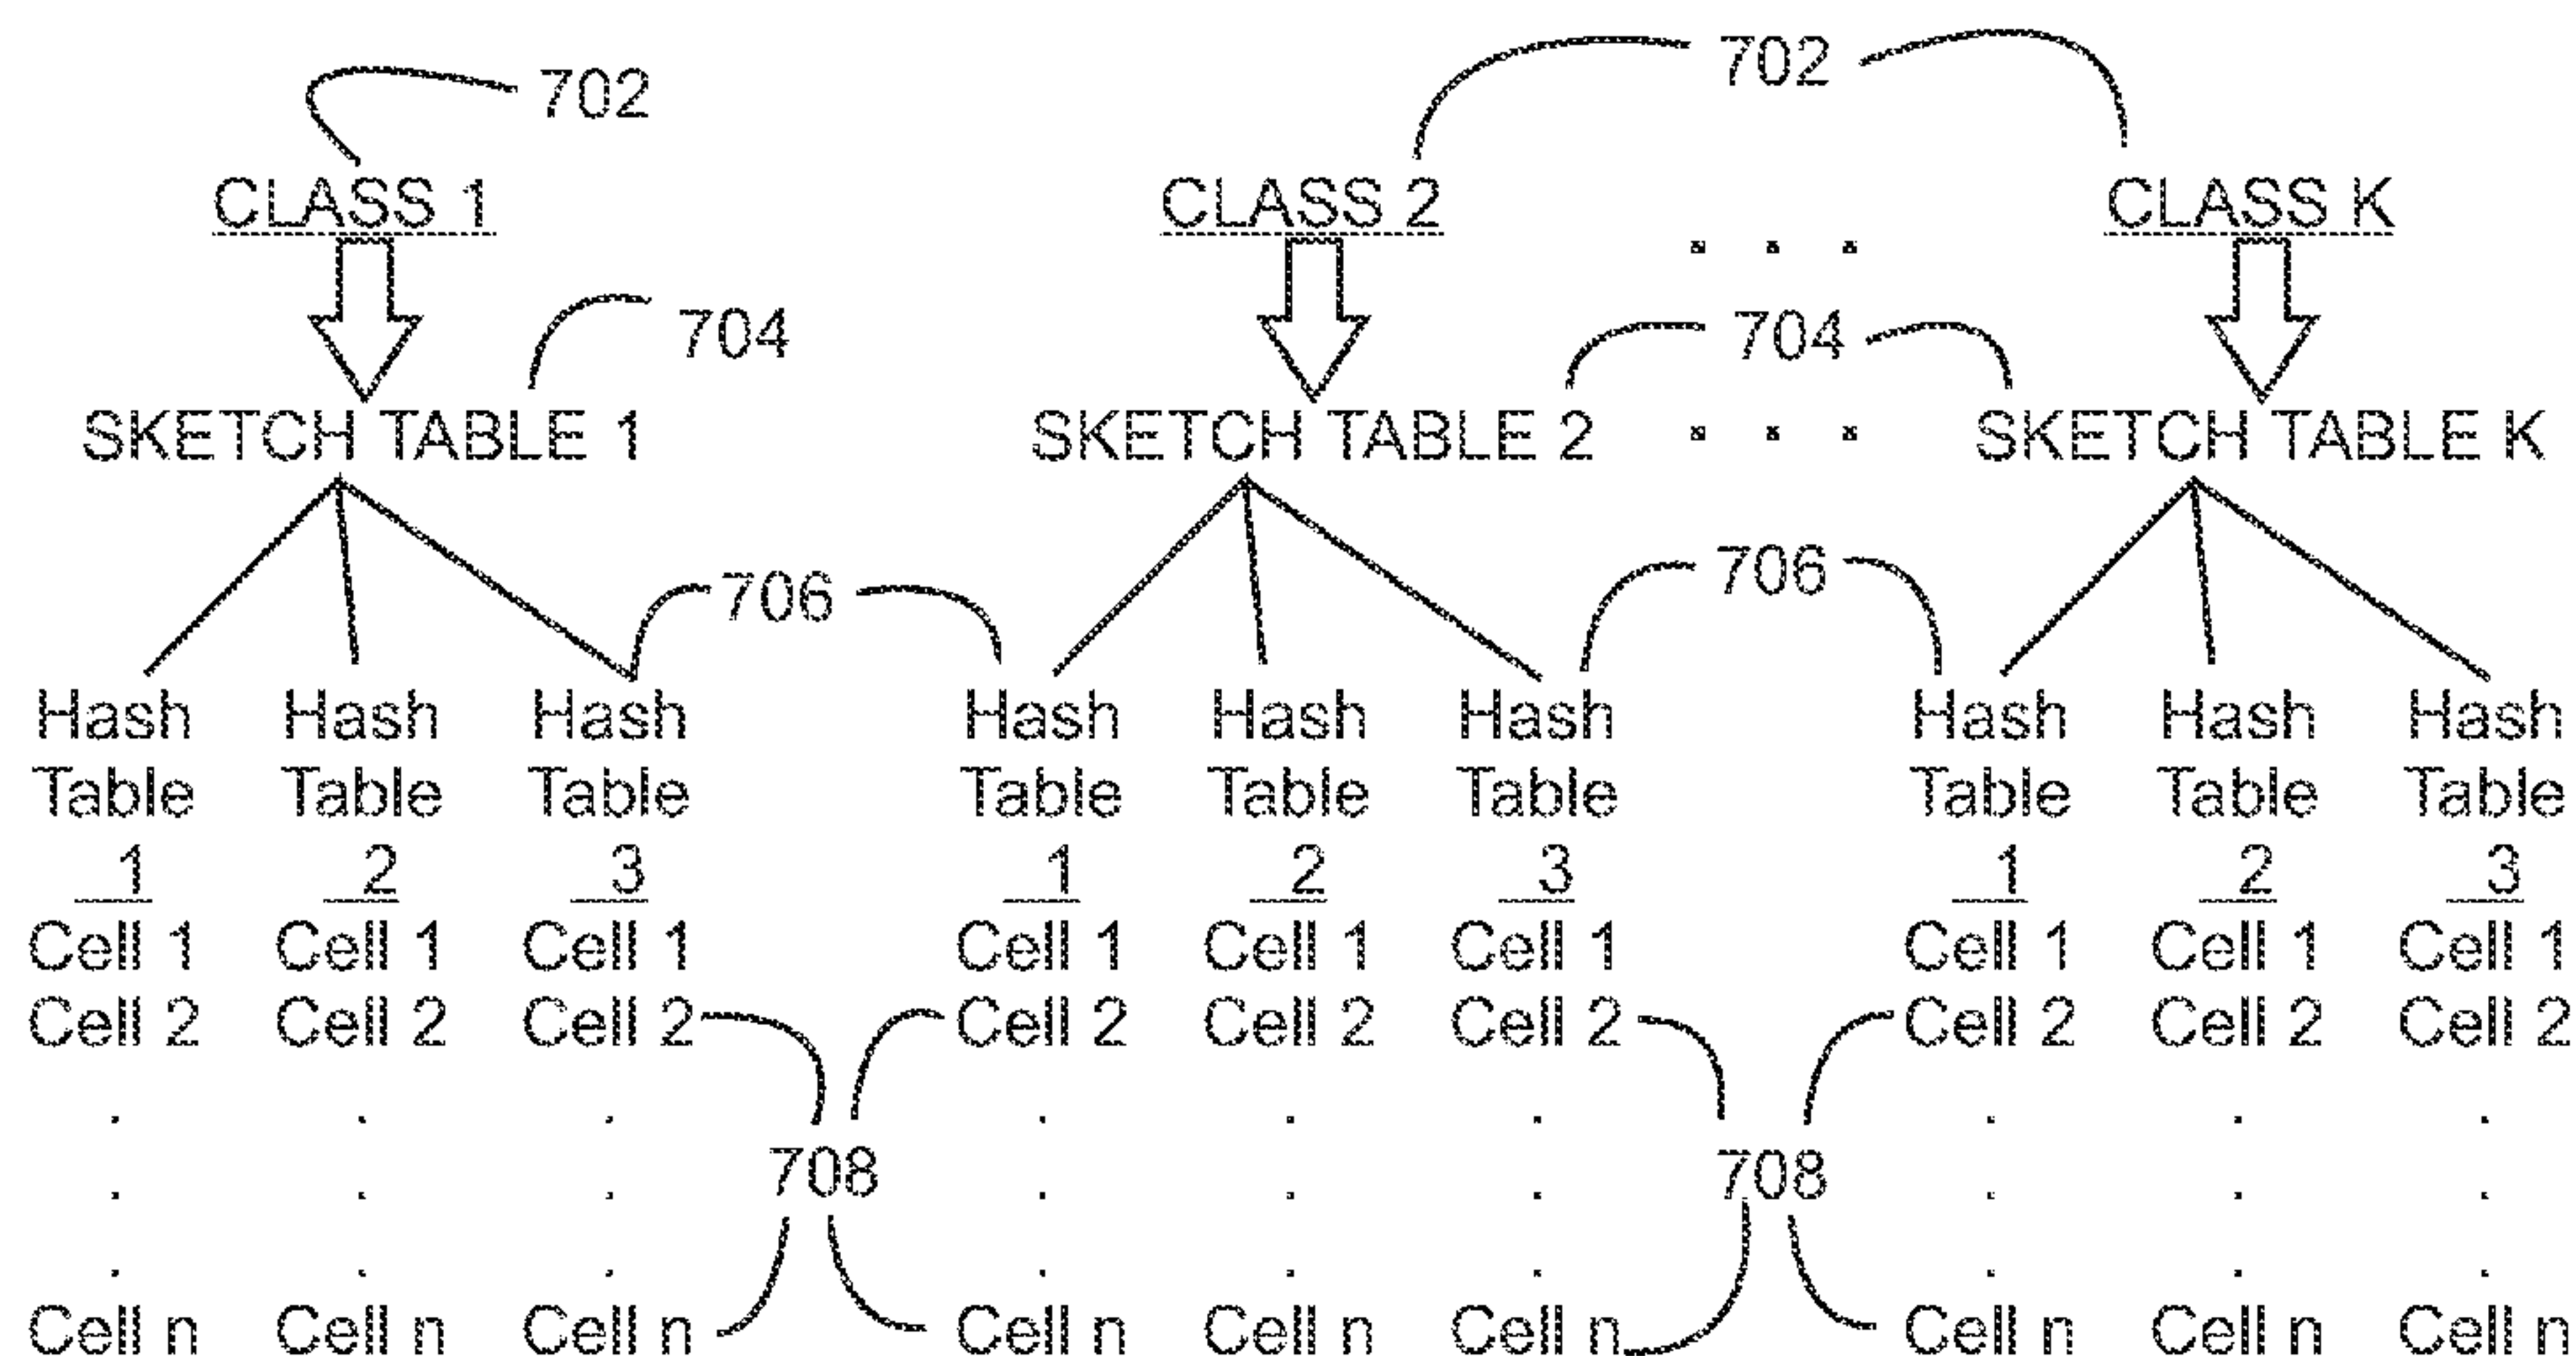 702 702
CLASS 1 CLASS 2 . . . CLASS K
704 704
SKETCH TABLE 1 SKETCH TABLE 2 . . . SKETCH TABLE K
706 706
Hash Hash Hash Hash Hash Hash Hash Hash Hash
Table Table Table Table Table Table Table Table Table
1 2 3 1 2 3 1 2 3
Cell 1 Cell 1 Cell 1 Cell 1 Cell 1 Cell 1 Cell 1 Cell 1 Cell 1
Cell 2 Cell 2 Cell 2 Cell 2 Cell 2 Cell 2 Cell 2 Cell 2 Cell 2
. . . . . . . . .
708 708
. . . . . . . . .
. . . . . . . . .
Cell n Cell n Cell n Cell n Cell n Cell n Cell n Cell n Cell n